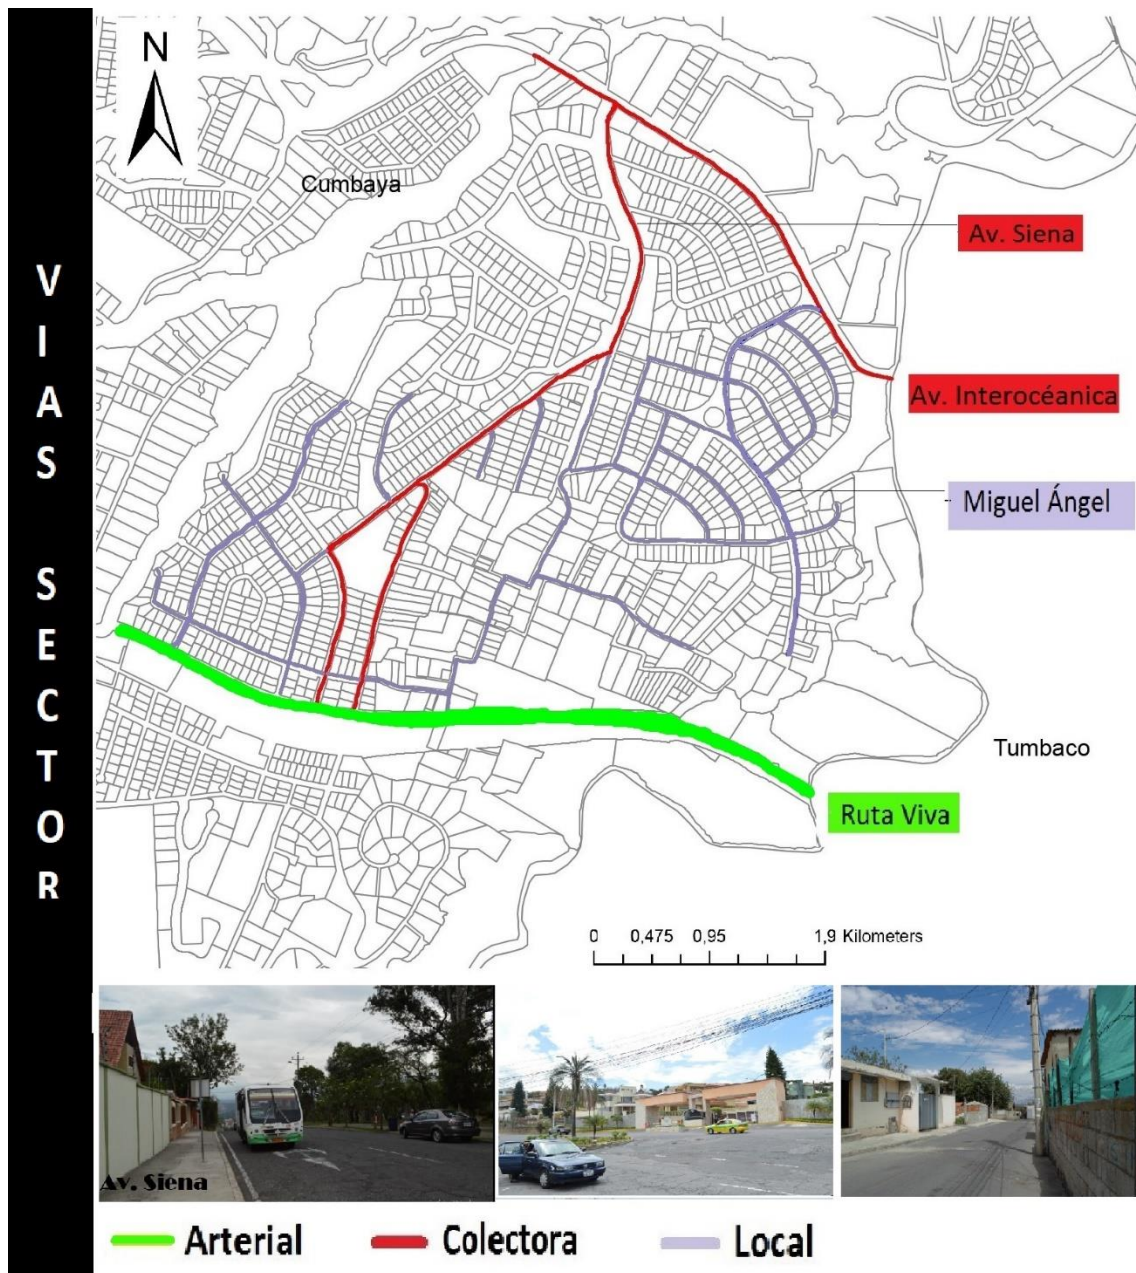 VIAS SECTOR
N
Cumbaya
Av. Siena
Av. Interocéanica
Miguel Ángel
Tumbaco
Ruta Viva
0 0,475 0,95 1,9 Kilometers
Av. Siena
Arterial Colectora Local